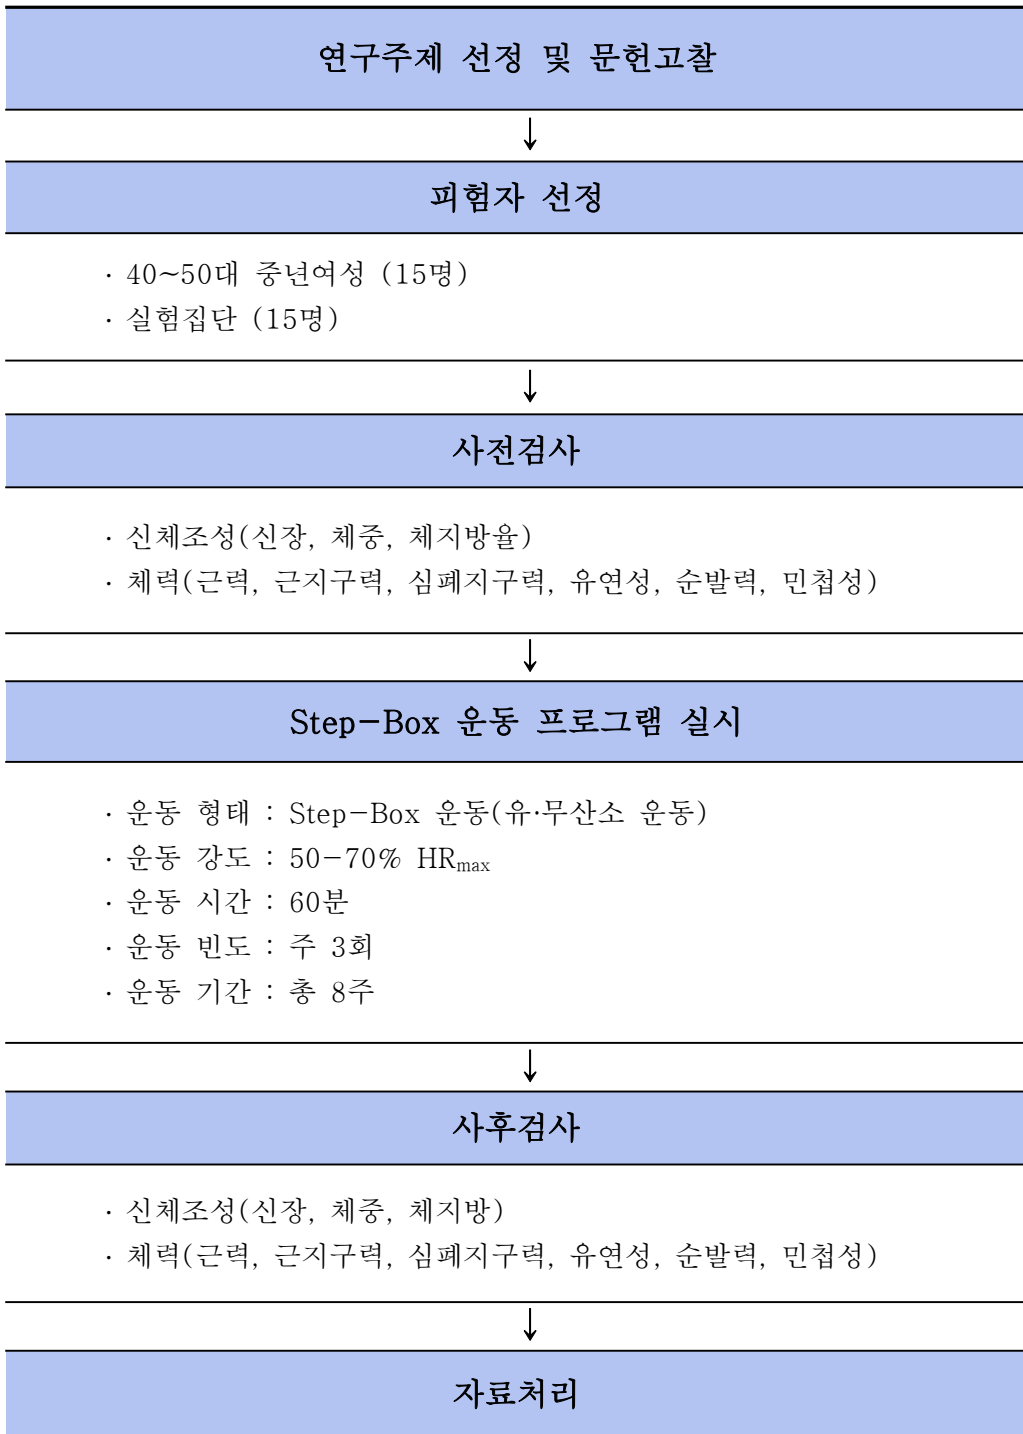 연구주제 선정 및 문헌고찰
↓
피험자 선정
· 40~50대 중년여성 (15명)
· 실험집단 (15명)
↓
사전검사
· 신체조성(신장, 체중, 체지방율)
· 체력(근력, 근지구력, 심폐지구력, 유연성, 순발력, 민첩성)
↓
Step-Box 운동 프로그램 실시
· 운동 형태 : Step-Box 운동(유·무산소 운동)
· 운동 강도 : 50-70% HRmax
· 운동 시간 : 60분
· 운동 빈도 : 주 3회
· 운동 기간 : 총 8주
↓
사후검사
· 신체조성(신장, 체중, 체지방)
· 체력(근력, 근지구력, 심폐지구력, 유연성, 순발력, 민첩성)
↓
자료처리